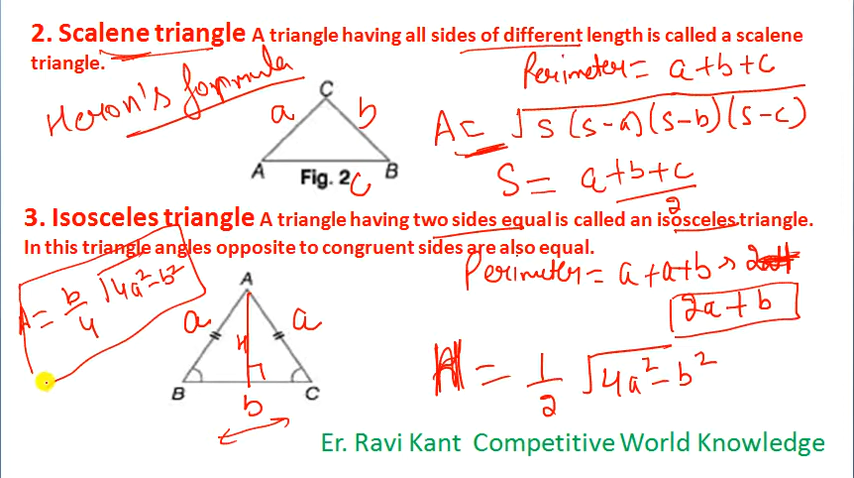 2. Scalene triangle A triangle having all sides of different length is called a scalene
triangle.
Heron's formula
Perimeter = a+b+c
A = √s(s-a)(s-b)(s-c)
S = a+b+c/2
C
a
b
A
B
Fig. 2
C
3. Isosceles triangle A triangle having two sides equal is called an isosceles triangle.
In this triangle angles opposite to congruent sides are also equal.
Perimeter = a+a+b →
2a+b
A = b/4 √4a²-b²
A
a
a
H
B
C
b
H = 1/2 √4a²-b²
Er. Ravi Kant Competitive World Knowledge